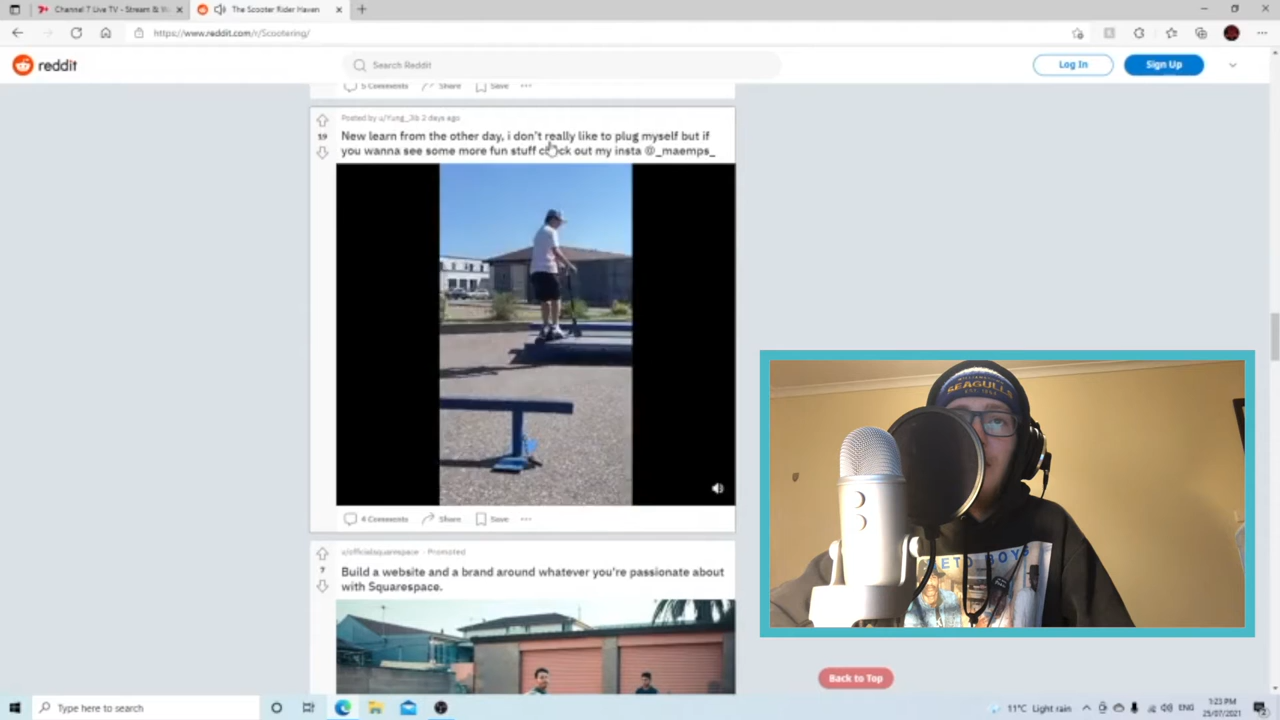 Channel 7 Live TV - Stream & W
The Scooter Rider Haven
https://www.reddit.com/r/Scootering/
reddit
Search Reddit
Log In
Sign Up
5 Comments Share Save
Posted by u/Yung_Jib 2 days ago
19
New learn from the other day, i don't really like to plug myself but if
you wanna see some more fun stuff check out my insta @_maemps_
4 Comments Share Save
u/officialsquarespace · Promoted
7
Build a website and a brand around whatever you're passionate about
with Squarespace.
SEAGULLS
Back to Top
Type here to search
11°C Light rain
ENG
1:23 PM
25/07/2021